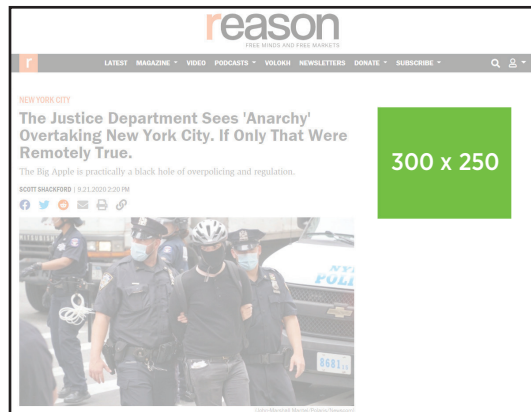 reason
FREE MINDS AND FREE MARKETS
r
LATEST MAGAZINE VIDEO PODCASTS VOLOKH NEWSLETTERS DONATE SUBSCRIBE
NEW YORK CITY
The Justice Department Sees 'Anarchy'
Overtaking New York City. If Only That Were
Remotely True.
The Big Apple is practically a black hole of overpolicing and regulation.
SCOTT SHACKFORD | 9.21.2020 2:20 PM
300 x 250
8681